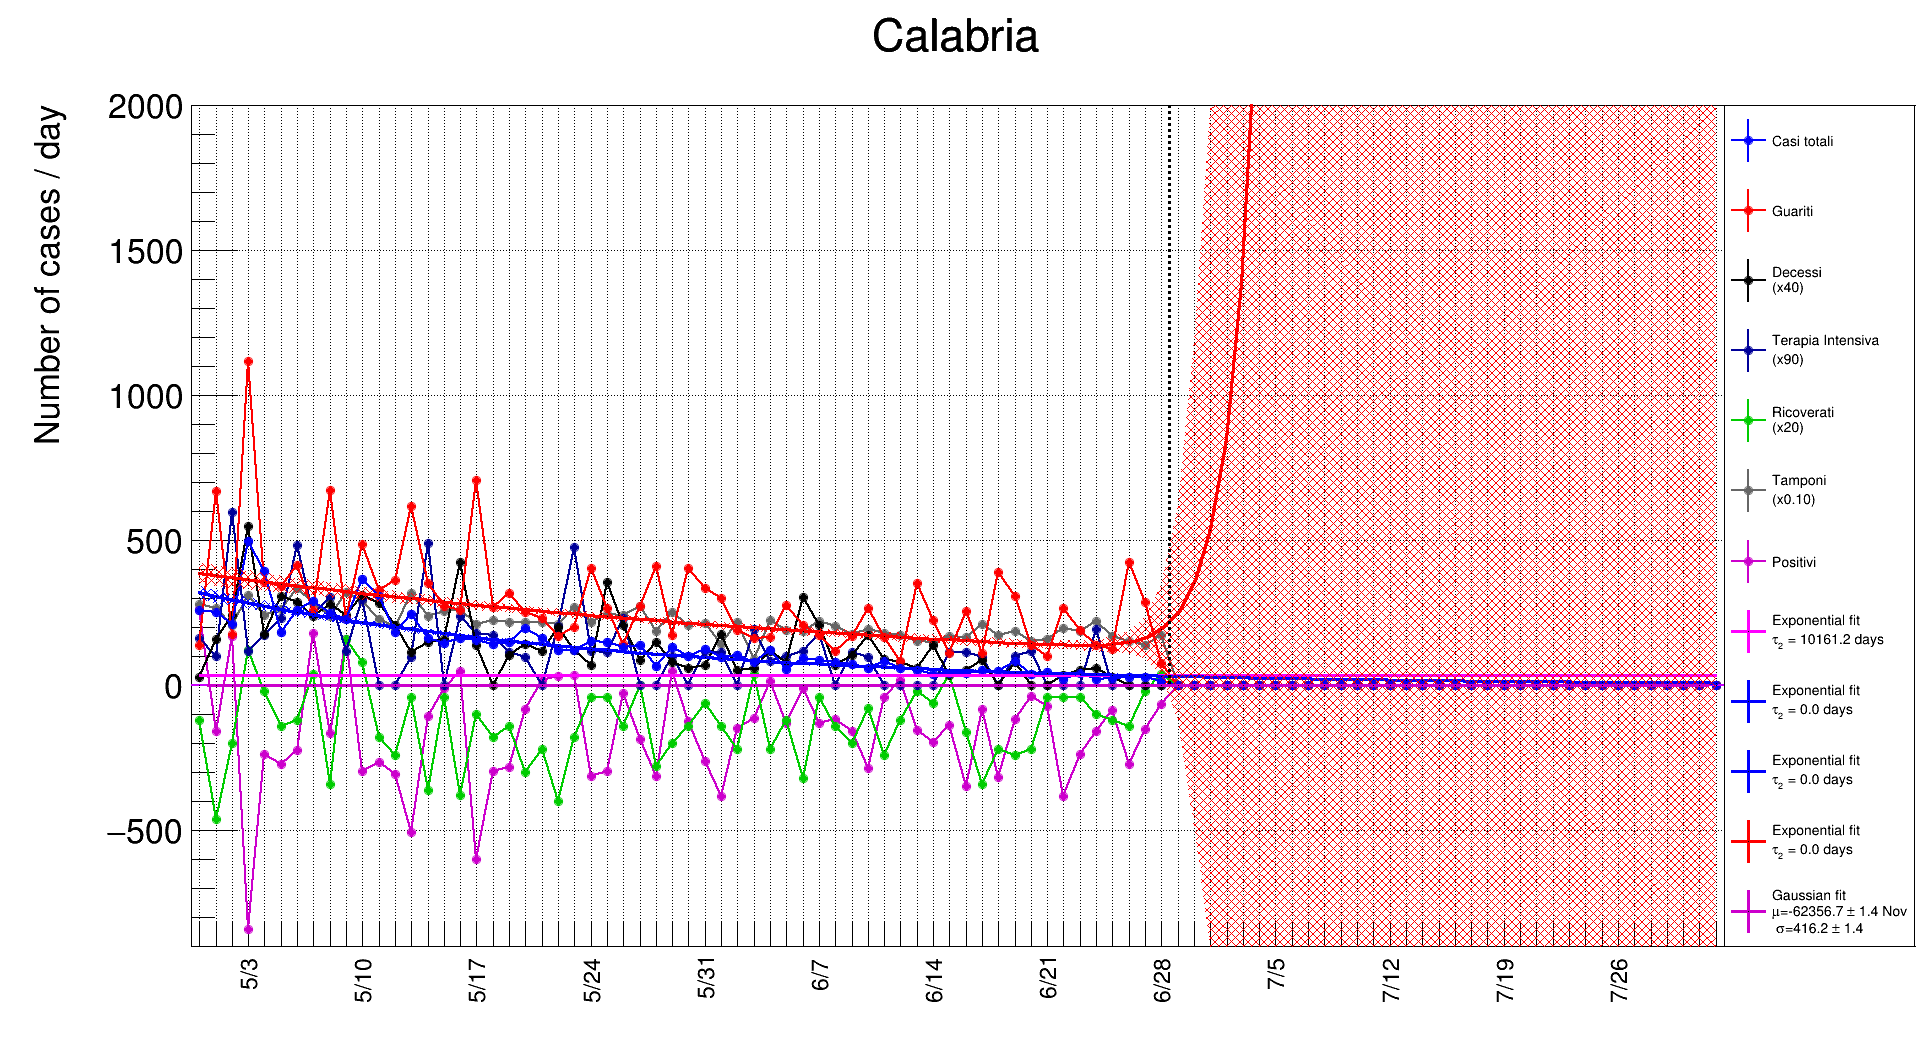 Calabria
Number of cases / day
2000
1500
1000
500
0
−500
5/3
5/10
5/17
5/24
5/31
6/7
6/14
6/21
6/28
7/5
7/12
7/19
7/26
Casi totali
Guariti
Decessi
(x40)
Terapia Intensiva
(x90)
Ricoverati
(x20)
Tamponi
(x0.10)
Positivi
Exponential fit
τ₂ = 10161.2 days
Exponential fit
τ₂ = 0.0 days
Exponential fit
τ₂ = 0.0 days
Exponential fit
τ₂ = 0.0 days
Gaussian fit
μ=-62356.7 ± 1.4 Nov
σ=416.2 ± 1.4